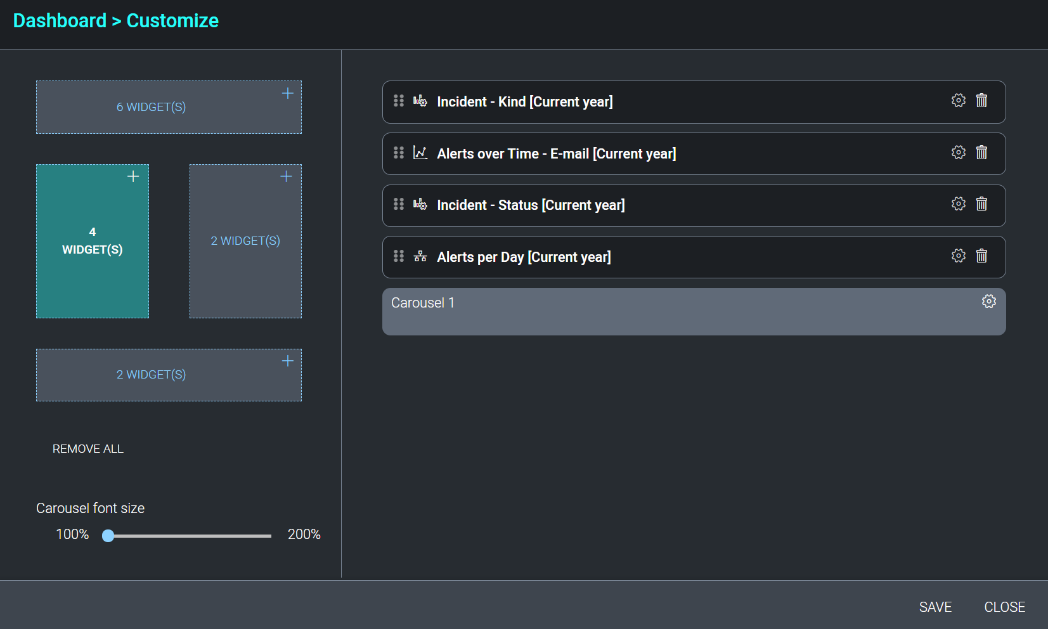 Dashboard > Customize
6 WIDGET(S)
4
WIDGET(S)
2 WIDGET(S)
2 WIDGET(S)
REMOVE ALL
Carousel font size
100%
200%
Incident - Kind [Current year]
Alerts over Time - E-mail [Current year]
Incident - Status [Current year]
Alerts per Day [Current year]
Carousel 1
SAVE
CLOSE